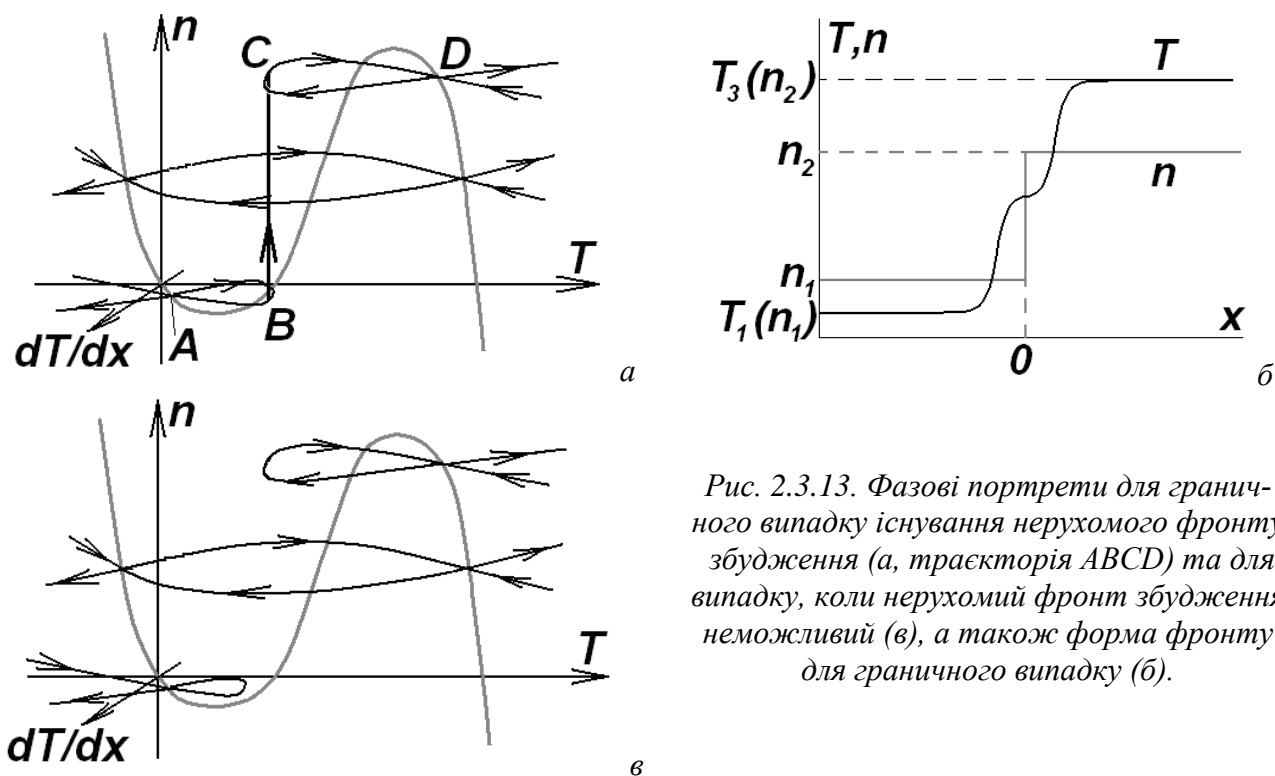 n
C
D
T
B
A
dT/dx
а
T,n
T
T₃(n₂)
n₂
n
n₁
T₁(n₁)
x
0
б
n
T
dT/dx
в
Рис. 2.3.13. Фазові портрети для гранич-
ного випадку існування нерухомого фронту
збудження (а, траєкторія ABCD) та для
випадку, коли нерухомий фронт збудження
неможливий (в), а також форма фронту
для граничного випадку (б).